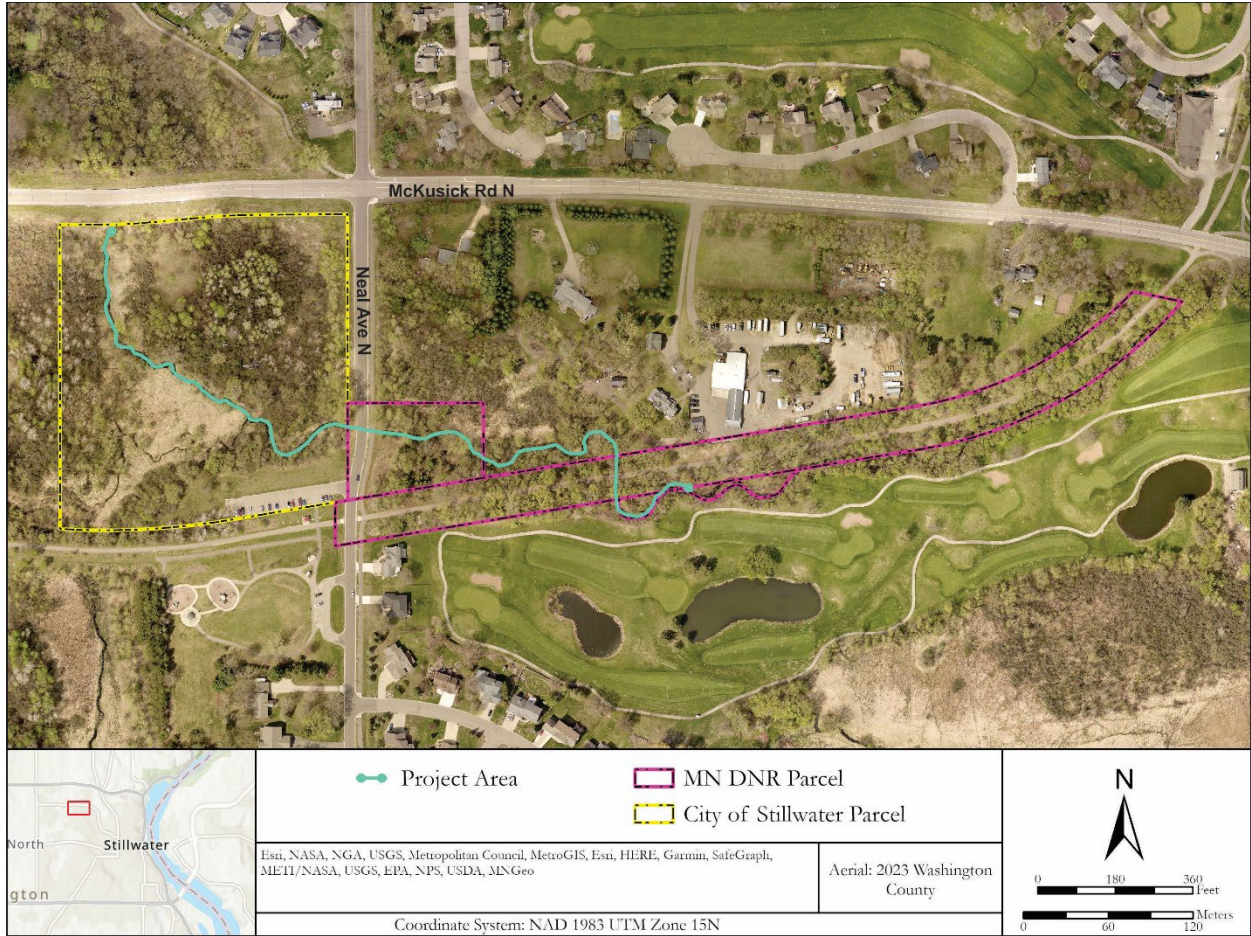 McKusick Rd N
Neal Ave N
North
Stillwater
gton
Project Area
MN DNR Parcel
City of Stillwater Parcel
Esri, NASA, NGA, USGS, Metropolitan Council, MetroGIS, Esri, HERE, Garmin, SafeGraph,
METI/NASA, USGS, EPA, NPS, USDA, MNGeo
Aerial: 2023 Washington
County
Coordinate System: NAD 1983 UTM Zone 15N
N
0 180 360
Feet
Meters
0 60 120